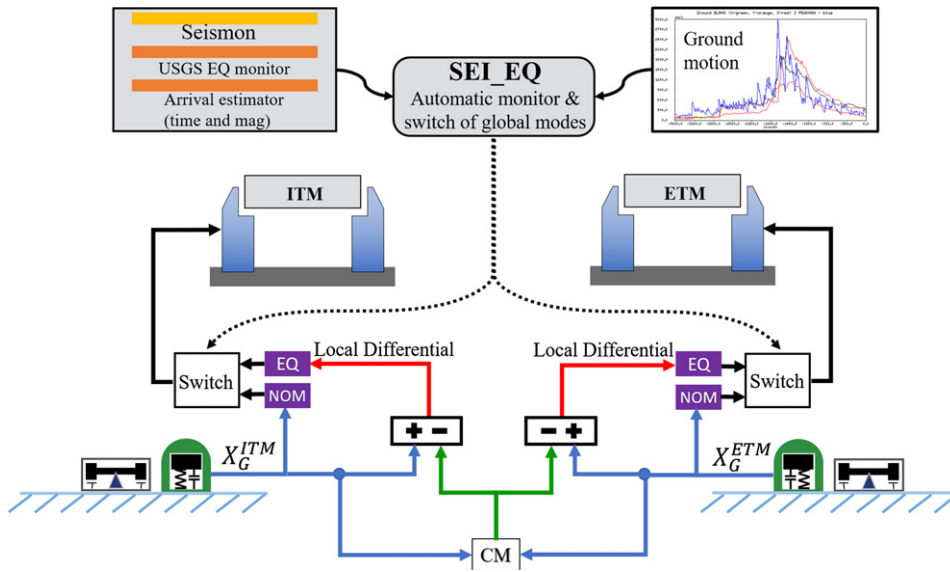 Seismon
USGS EQ monitor
Arrival estimator
(time and mag)
SEI_EQ
Automatic monitor &
switch of global modes
Ground
motion
ITM
ETM
Switch
EQ
NOM
Local Differential
Local Differential
EQ
NOM
Switch
+ -
- +
X_G^{ITM}
X_G^{ETM}
CM